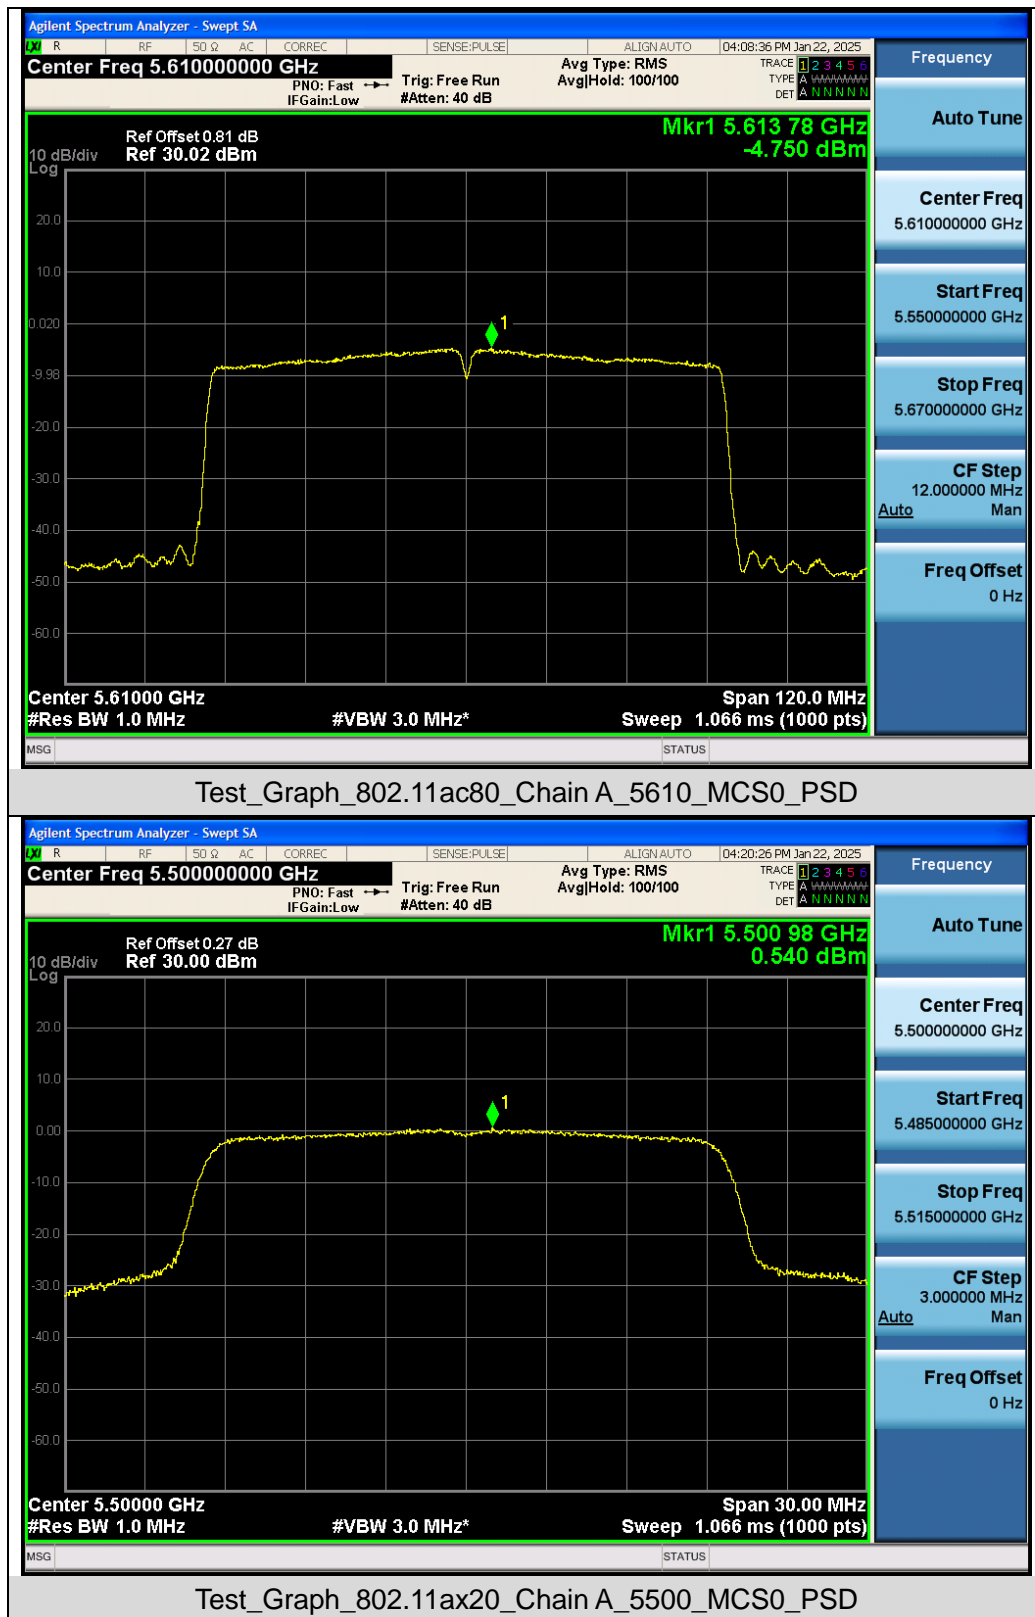 Agilent Spectrum Analyzer - Swept SA
LXI R RF 50 Ω AC CORREC SENSE:PULSE ALIGN AUTO 04:08:36 PM Jan 22, 2025
Center Freq 5.610000000 GHz
PNO: Fast
IFGain:Low
Trig: Free Run
#Atten: 40 dB
Avg Type: RMS
Avg|Hold: 100/100
TRACE 1 2 3 4 5 6
TYPE A WWWWW
DET A N N N N N
Frequency
Auto Tune
Center Freq
5.610000000 GHz
Start Freq
5.550000000 GHz
Stop Freq
5.670000000 GHz
CF Step
12.000000 MHz
Auto Man
Freq Offset
0 Hz
Mkr1 5.613 78 GHz
-4.750 dBm
Ref Offset 0.81 dB
10 dB/div Ref 30.02 dBm
Log
20.0
10.0
0.020
-9.98
-20.0
-30.0
-40.0
-50.0
-60.0
1
Center 5.61000 GHz Span 120.0 MHz
#Res BW 1.0 MHz #VBW 3.0 MHz* Sweep 1.066 ms (1000 pts)
MSG STATUS
Test_Graph_802.11ac80_Chain A_5610_MCS0_PSD
Agilent Spectrum Analyzer - Swept SA
LXI R RF 50 Ω AC CORREC SENSE:PULSE ALIGN AUTO 04:20:26 PM Jan 22, 2025
Center Freq 5.500000000 GHz
PNO: Fast
IFGain:Low
Trig: Free Run
#Atten: 40 dB
Avg Type: RMS
Avg|Hold: 100/100
TRACE 1 2 3 4 5 6
TYPE A WWWWW
DET A N N N N N
Frequency
Auto Tune
Center Freq
5.500000000 GHz
Start Freq
5.485000000 GHz
Stop Freq
5.515000000 GHz
CF Step
3.000000 MHz
Auto Man
Freq Offset
0 Hz
Mkr1 5.500 98 GHz
0.540 dBm
Ref Offset 0.27 dB
10 dB/div Ref 30.00 dBm
Log
20.0
10.0
0.00
-10.0
-20.0
-30.0
-40.0
-50.0
-60.0
1
Center 5.50000 GHz Span 30.00 MHz
#Res BW 1.0 MHz #VBW 3.0 MHz* Sweep 1.066 ms (1000 pts)
MSG STATUS
Test_Graph_802.11ax20_Chain A_5500_MCS0_PSD